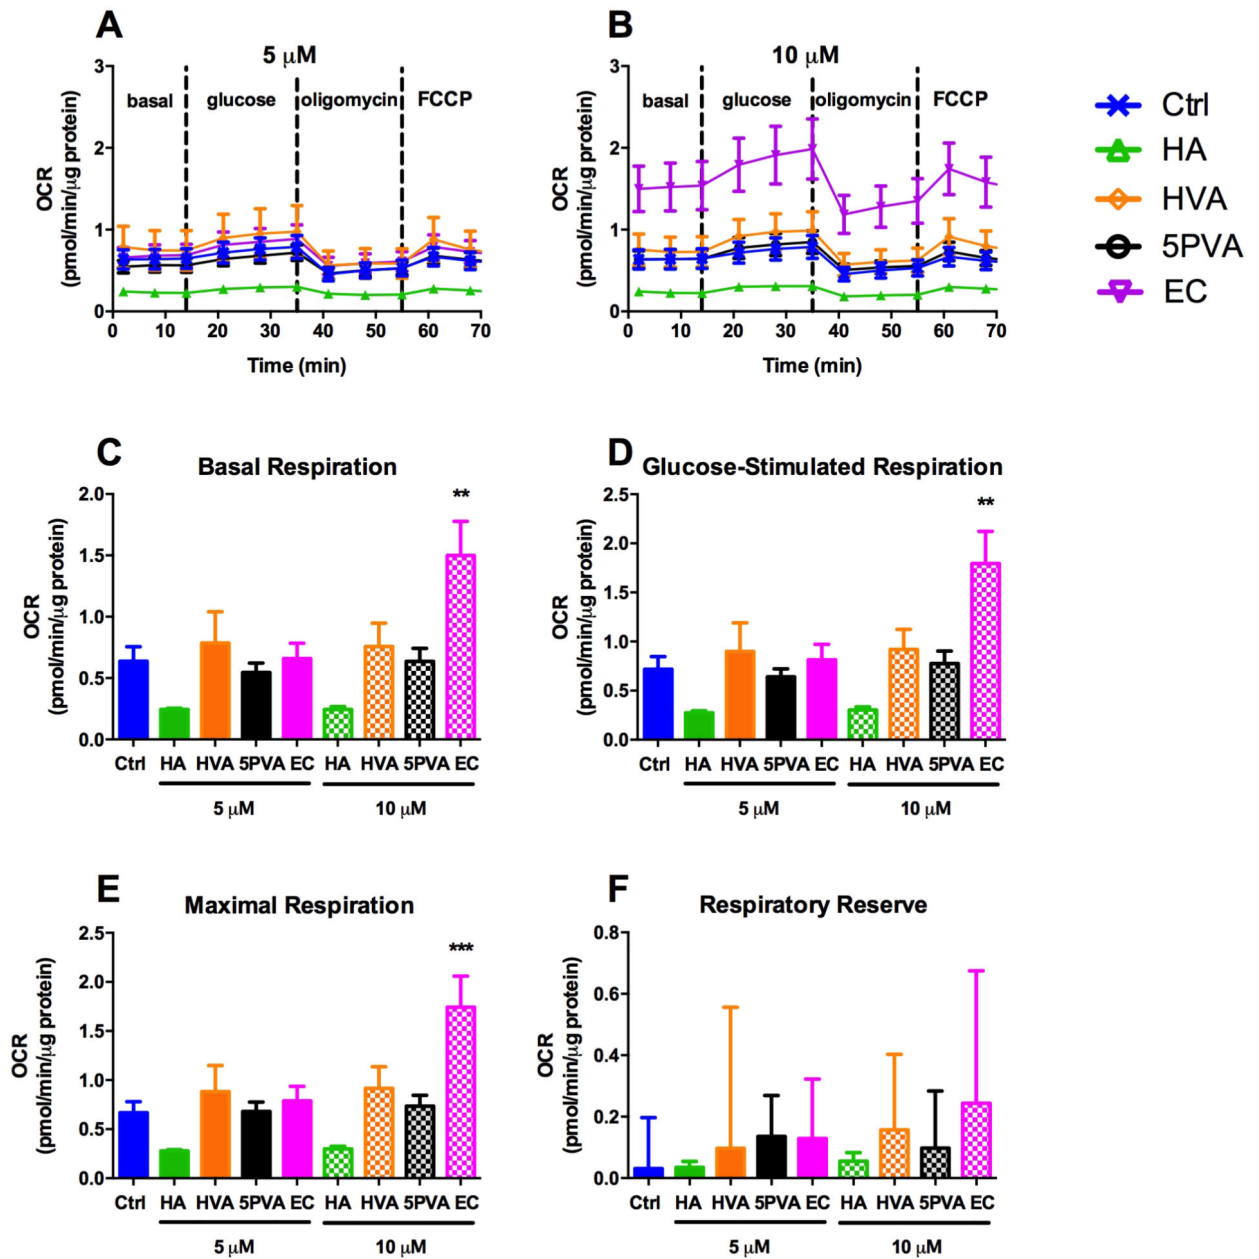 A
5 μM
3
2
1
0
OCR
(pmol/min/μg protein)
basal
glucose
oligomycin
FCCP
0 10 20 30 40 50 60 70
Time (min)
B
10 μM
3
2
1
0
OCR
(pmol/min/μg protein)
basal
glucose
oligomycin
FCCP
0 10 20 30 40 50 60 70
Time (min)
Ctrl
HA
HVA
5PVA
EC
C
Basal Respiration
2.0
1.5
1.0
0.5
0.0
OCR
(pmol/min/μg protein)
**
Ctrl HA HVA 5PVA EC HA HVA 5PVA EC
5 μM 10 μM
D
Glucose-Stimulated Respiration
2.5
2.0
1.5
1.0
0.5
0.0
OCR
(pmol/min/μg protein)
**
Ctrl HA HVA 5PVA EC HA HVA 5PVA EC
5 μM 10 μM
E
Maximal Respiration
2.5
2.0
1.5
1.0
0.5
0.0
OCR
(pmol/min/μg protein)
***
Ctrl HA HVA 5PVA EC HA HVA 5PVA EC
5 μM 10 μM
F
Respiratory Reserve
0.8
0.6
0.4
0.2
0.0
OCR
(pmol/min/μg protein)
Ctrl HA HVA 5PVA EC HA HVA 5PVA EC
5 μM 10 μM